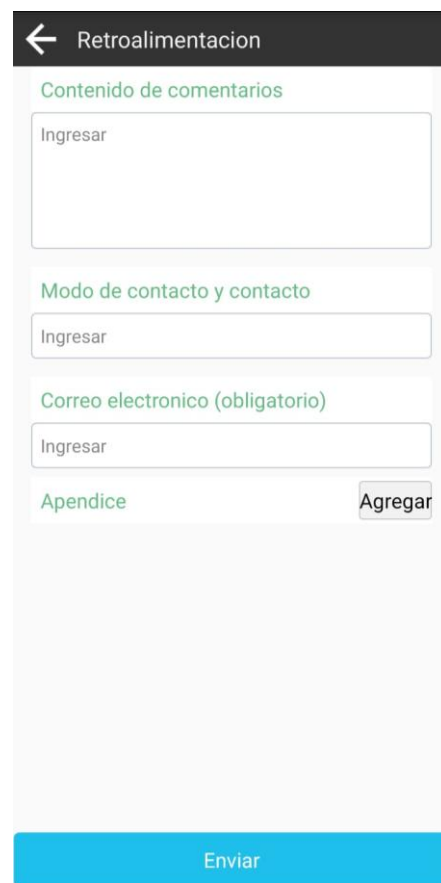 Retroalimentacion
Contenido de comentarios
Ingresar
Modo de contacto y contacto
Ingresar
Correo electronico (obligatorio)
Ingresar
Apendice Agregar
Enviar